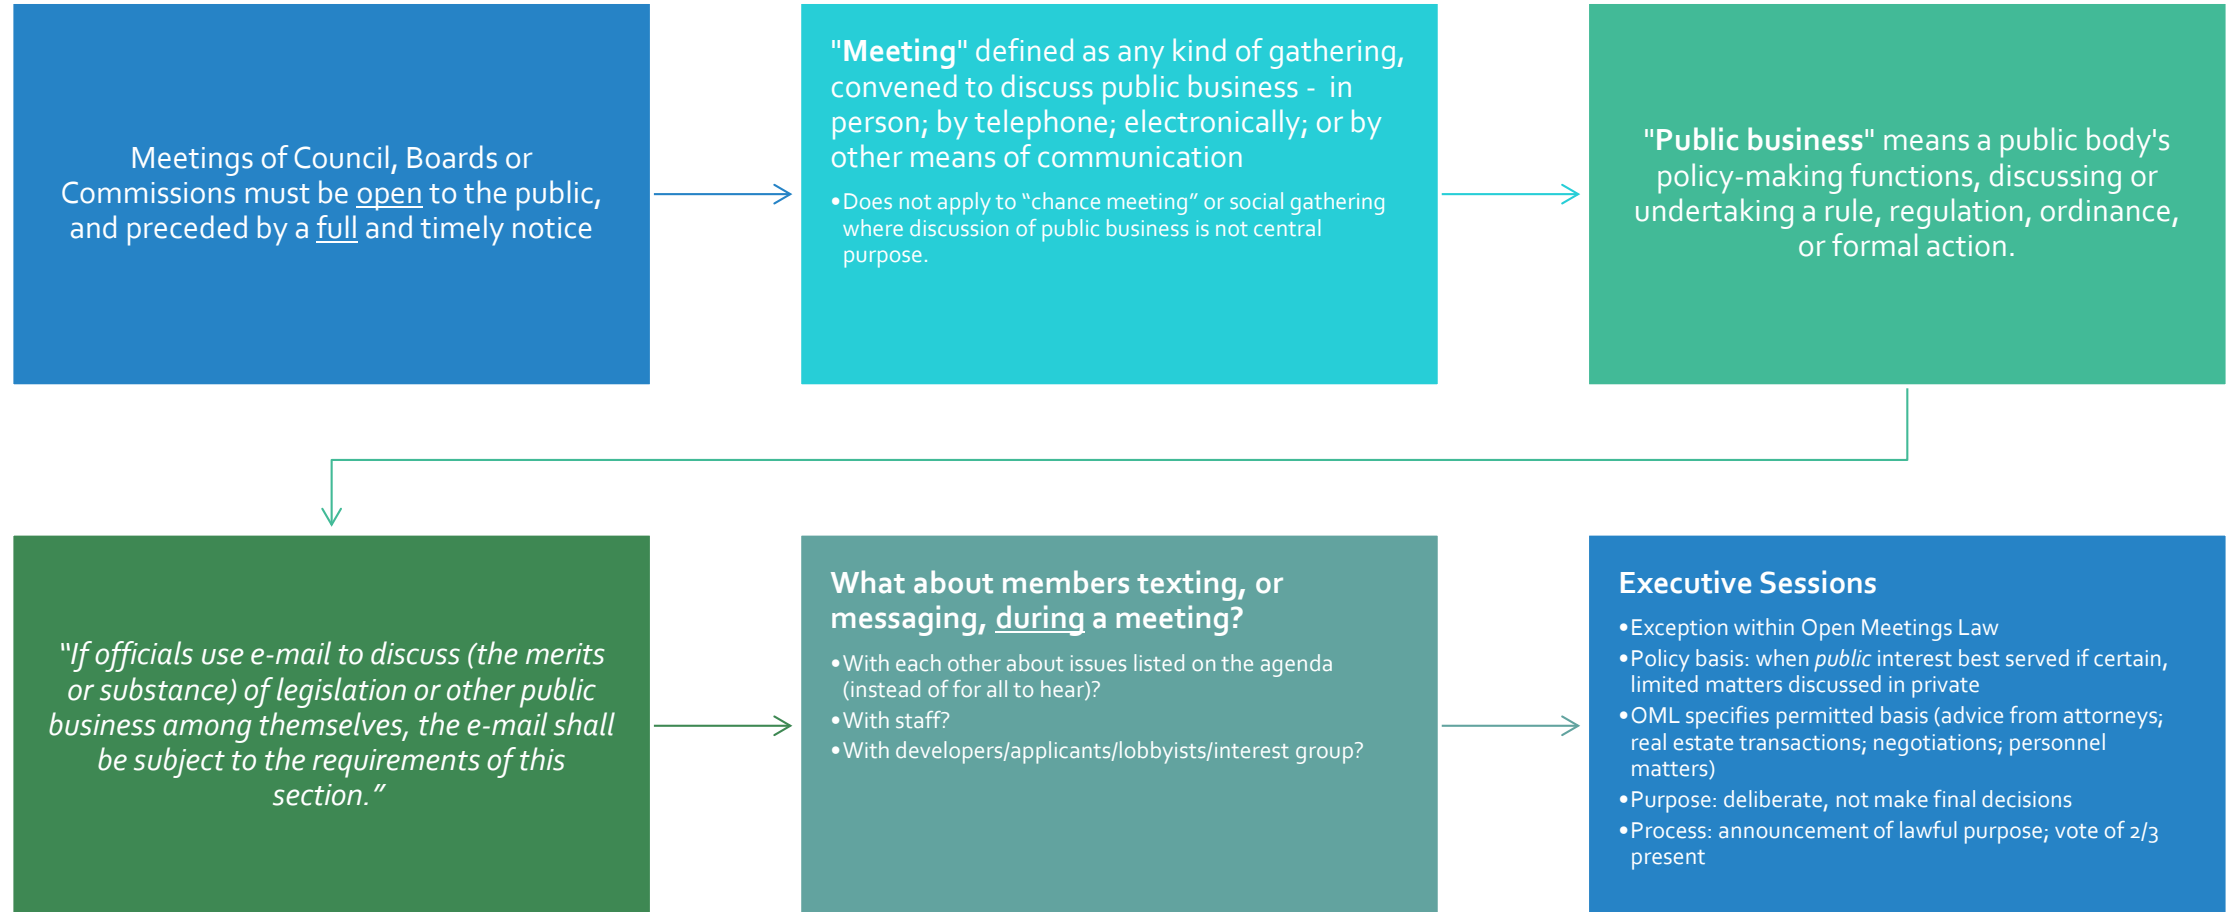 Meetings of Council, Boards or
Commissions must be open to the public,
and preceded by a full and timely notice
"Meeting" defined as any kind of gathering,
convened to discuss public business -  in
person; by telephone; electronically; or by
other means of communication
•Does not apply to “chance meeting” or social gathering
where discussion of public business is not central
purpose.
"Public business" means a public body's
policy-making functions, discussing or
undertaking a rule, regulation, ordinance,
or formal action.
“If officials use e-mail to discuss (the merits
or substance) of legislation or other public
business among themselves, the e-mail shall
be subject to the requirements of this
section.”
What about members texting, or
messaging, during a meeting?
•With each other about issues listed on the agenda
(instead of for all to hear)?
•With staff?
•With developers/applicants/lobbyists/interest group?
Executive Sessions
•Exception within Open Meetings Law
•Policy basis: when public interest best served if certain,
limited matters discussed in private
•OML specifies permitted basis (advice from attorneys;
real estate transactions; negotiations; personnel
matters)
•Purpose: deliberate, not make final decisions
•Process: announcement of lawful purpose; vote of 2/3
present